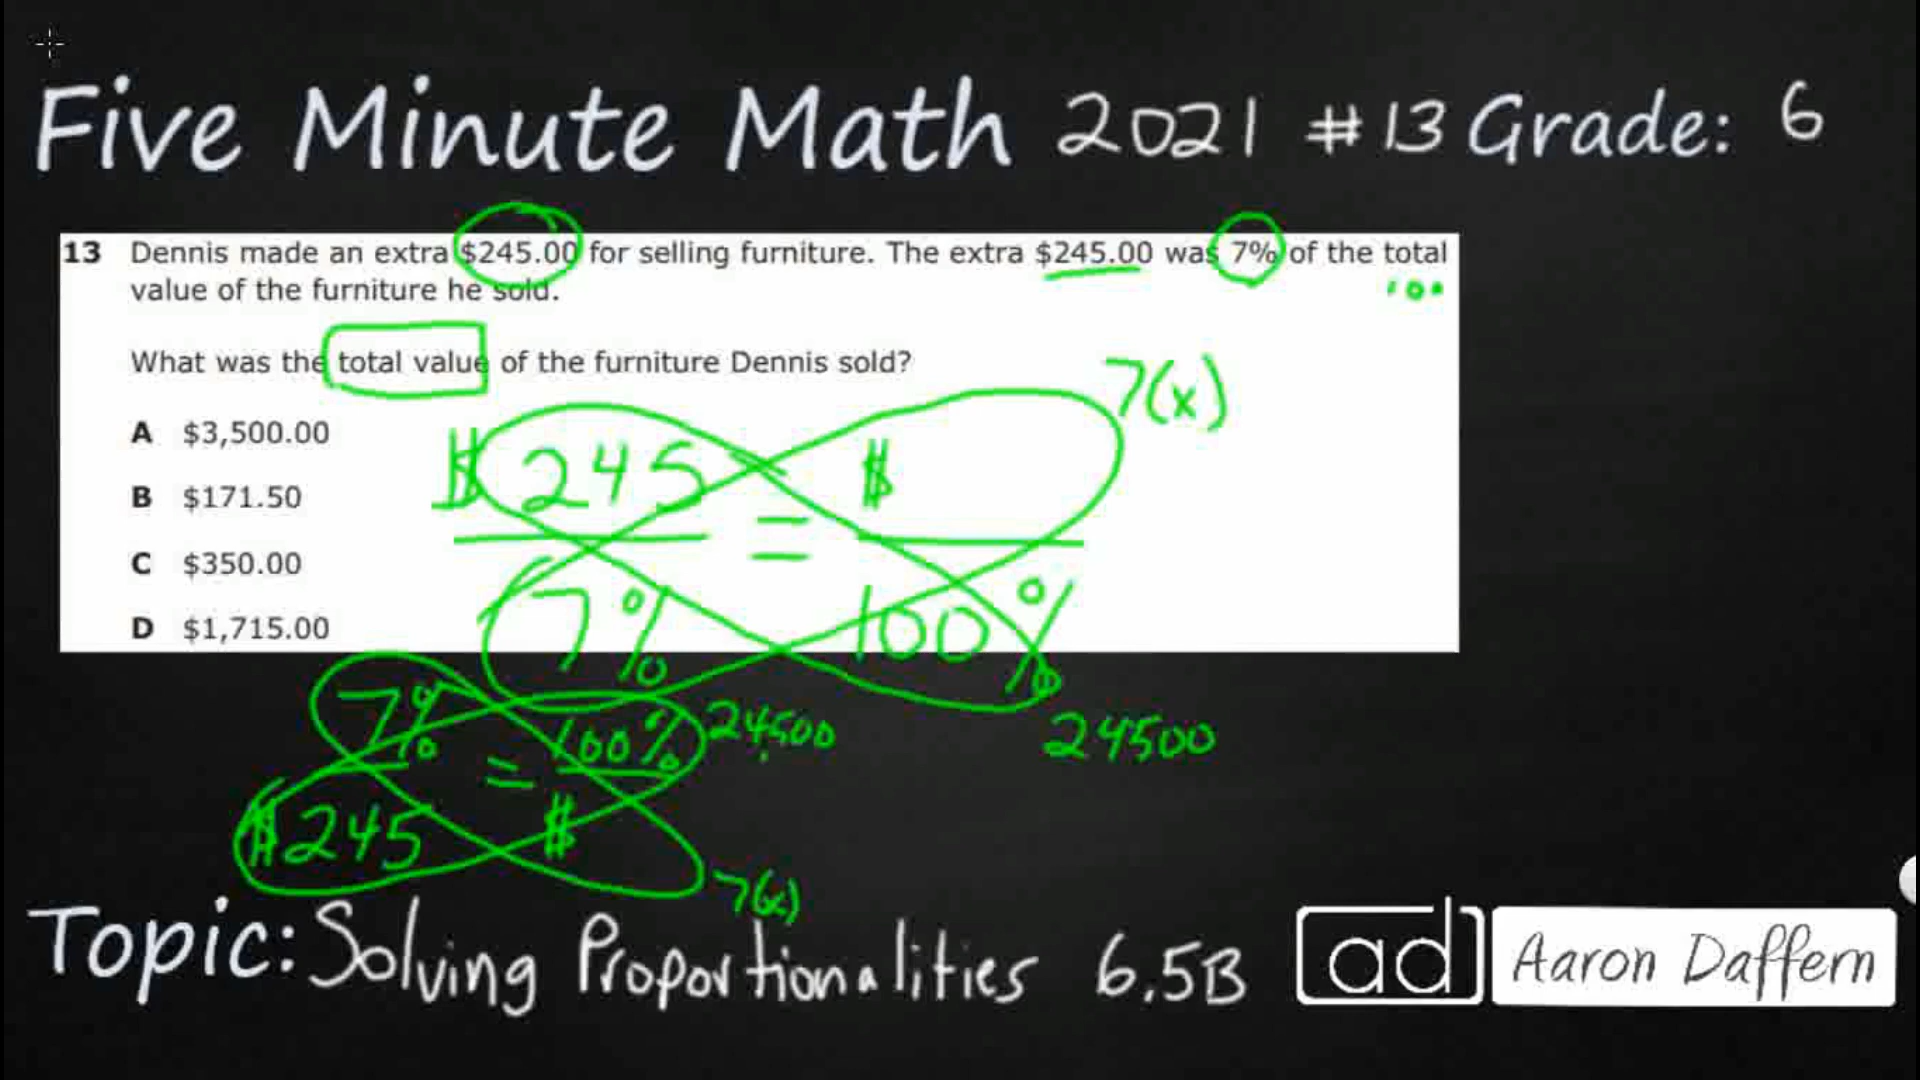 Five Minute Math 2021 #13 Grade: 6
13 Dennis made an extra $245.00 for selling furniture. The extra $245.00 was 7% of the total
value of the furniture he sold.
100
What was the total value of the furniture Dennis sold?
7(x)
A $3,500.00
B $171.50
C $350.00
D $1,715.00
$245 = $
7% 100%
24500
7% = 100% 24,500
$245 $
7(x)
Topic: Solving Proportionalities 6.5B
ad Aaron Daffern